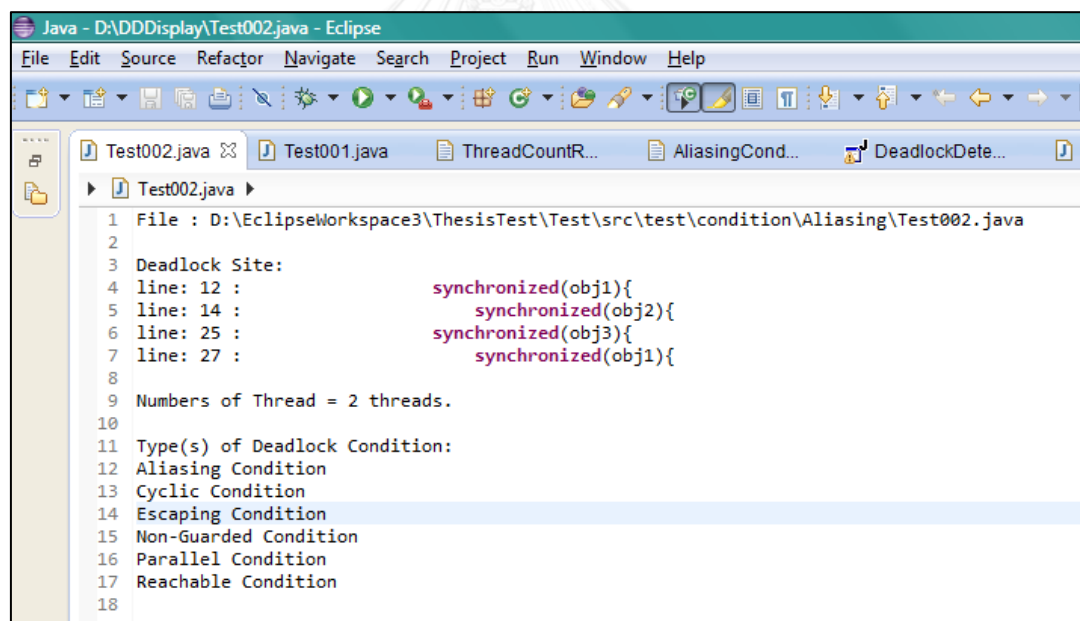 Java - D:\DDDisplay\Test002.java - Eclipse
File Edit Source Refactor Navigate Search Project Run Window Help
Test002.java Test001.java ThreadCountR... AliasingCond... DeadlockDete...
Test002.java
1 File : D:\EclipseWorkspace3\ThesisTest\Test\src\test\condition\Aliasing\Test002.java
2
3 Deadlock Site:
4 line: 12 : synchronized(obj1){
5 line: 14 : synchronized(obj2){
6 line: 25 : synchronized(obj3){
7 line: 27 : synchronized(obj1){
8
9 Numbers of Thread = 2 threads.
10
11 Type(s) of Deadlock Condition:
12 Aliasing Condition
13 Cyclic Condition
14 Escaping Condition
15 Non-Guarded Condition
16 Parallel Condition
17 Reachable Condition
18